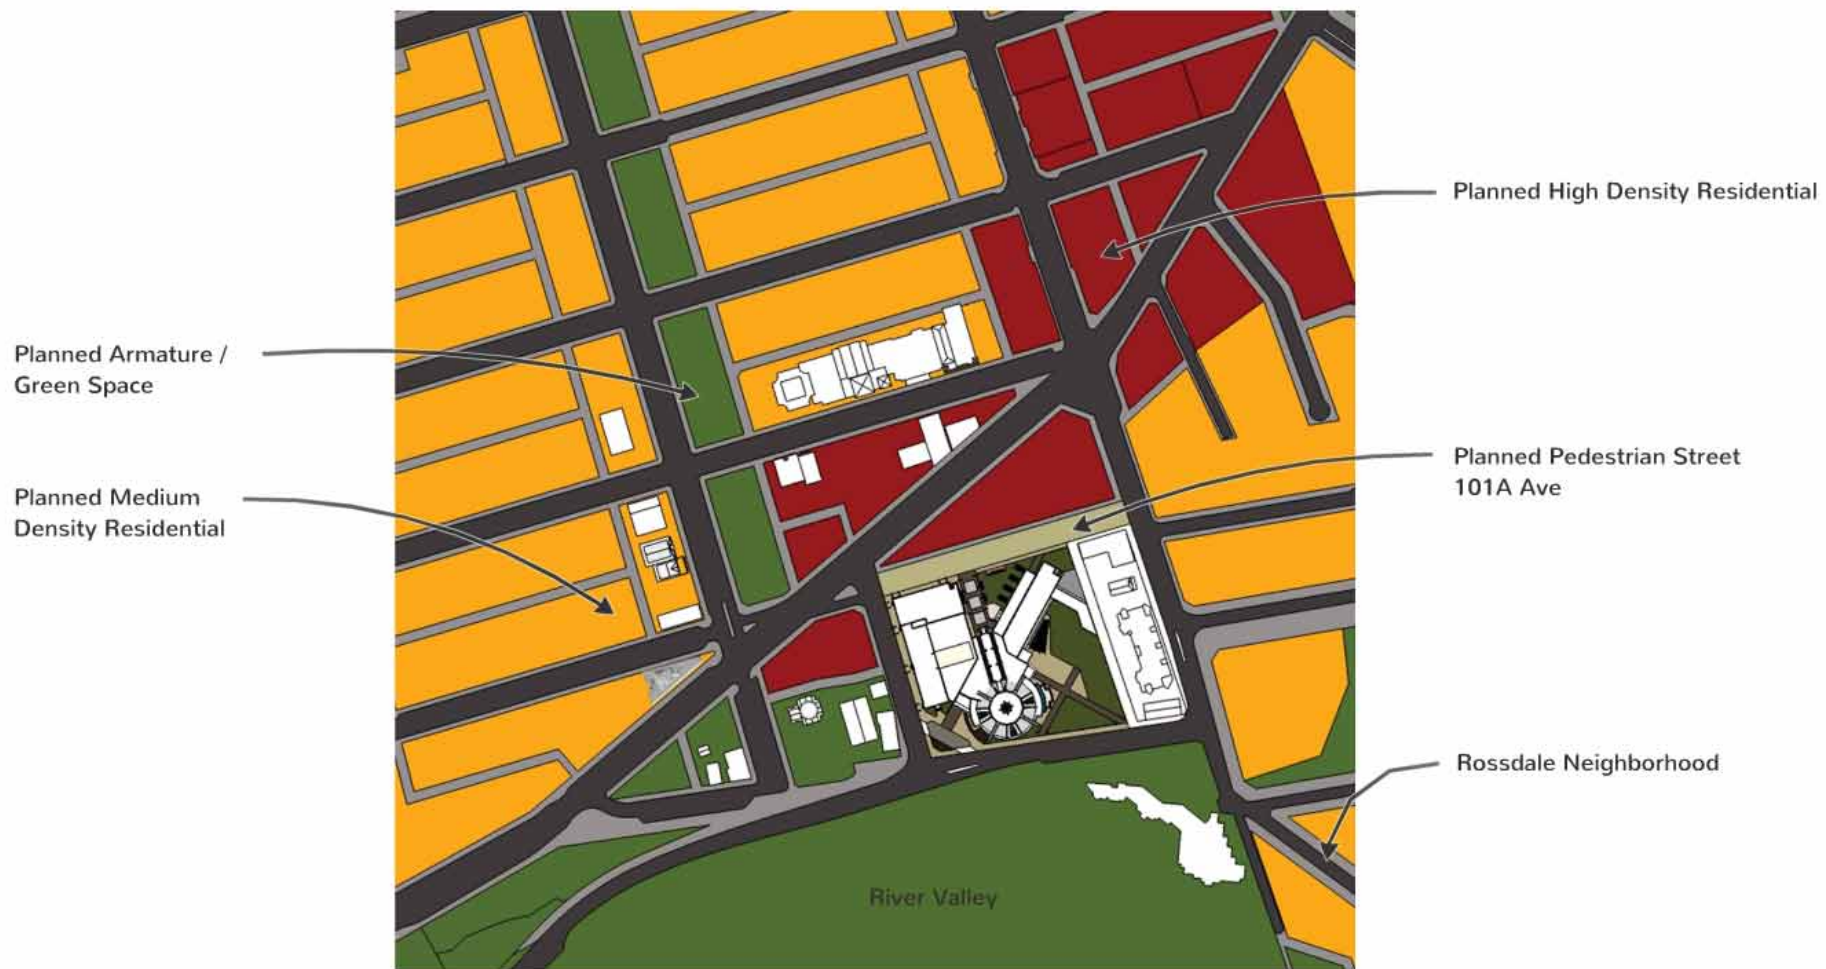 Planned High Density Residential
Planned Armature /
Green Space
Planned Pedestrian Street
101A Ave
Planned Medium
Density Residential
Rossdale Neighborhood
River Valley